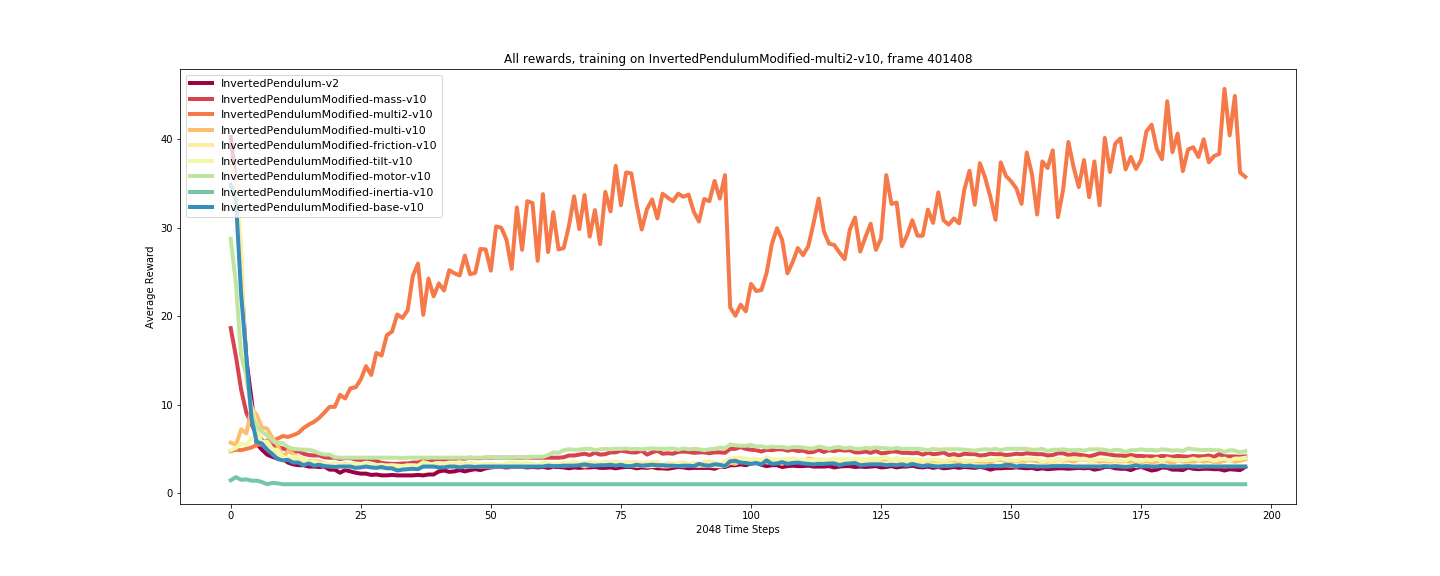 All rewards, training on InvertedPendulumModified-multi2-v10, frame 401408
InvertedPendulum-v2
InvertedPendulumModified-mass-v10
InvertedPendulumModified-multi2-v10
InvertedPendulumModified-multi-v10
InvertedPendulumModified-friction-v10
InvertedPendulumModified-tilt-v10
InvertedPendulumModified-motor-v10
InvertedPendulumModified-inertia-v10
InvertedPendulumModified-base-v10
40
30
20
10
0
Average Reward
0 25 50 75 100 125 150 175 200
2048 Time Steps